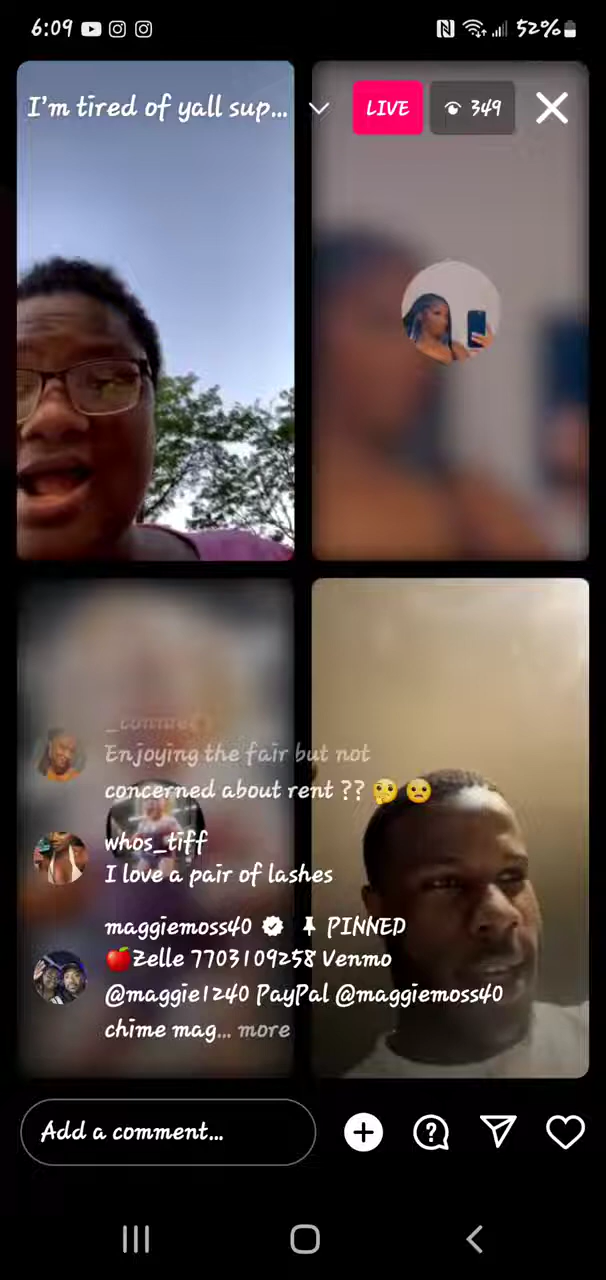 6:09
52%
I'm tired of yall sup...
LIVE
349
Enjoying the fair but not
concerned about rent ?? 🤔 🙁
whos_tiff
I love a pair of lashes
maggiemoss40 PINNED
🍎Zelle 7703109258 Venmo
@maggie1240 PayPal @maggiemoss40
chime mag... more
Add a comment...